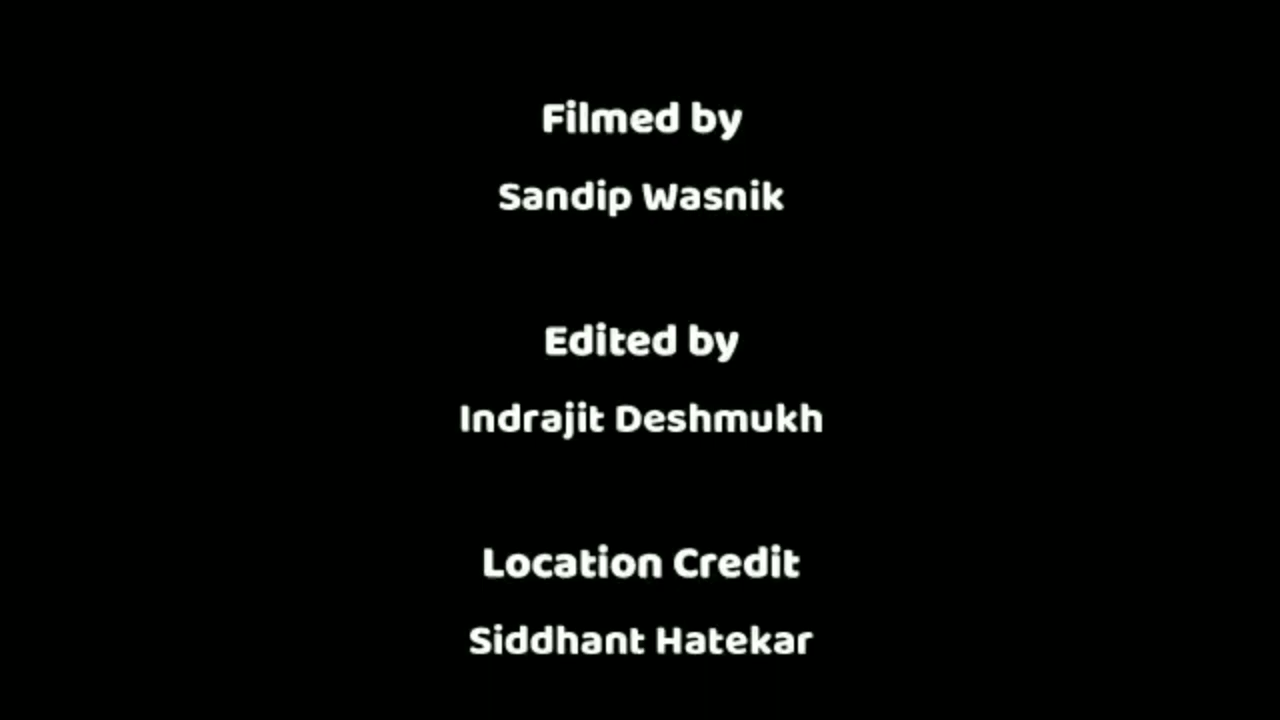 Filmed by
Sandip Wasnik
Edited by
Indrajit Deshmukh
Location Credit
Siddhant Hatekar